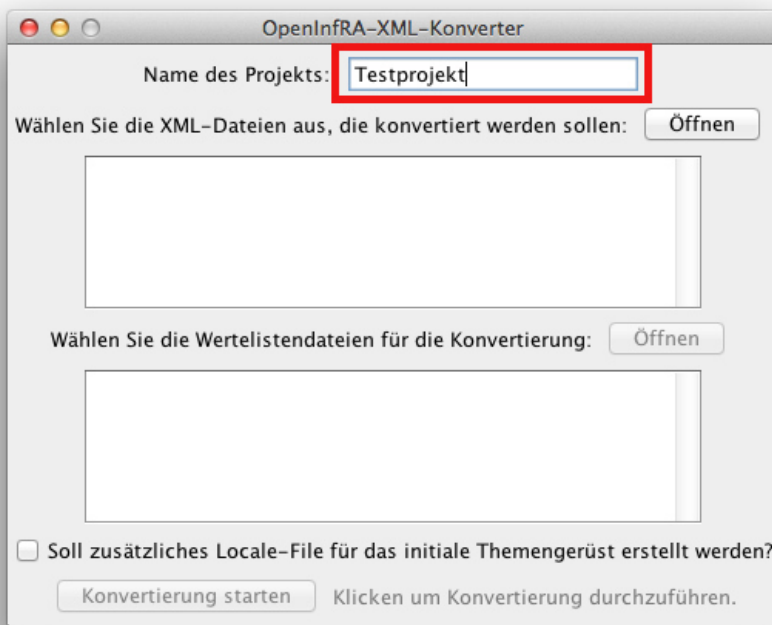 OpenInfRA-XML-Konverter
Name des Projekts: Testprojekt
Wählen Sie die XML-Dateien aus, die konvertiert werden sollen: Öffnen
Wählen Sie die Wertelistendateien für die Konvertierung: Öffnen
Soll zusätzliches Locale-File für das initiale Themengerüst erstellt werden?
Konvertierung starten Klicken um Konvertierung durchzuführen.